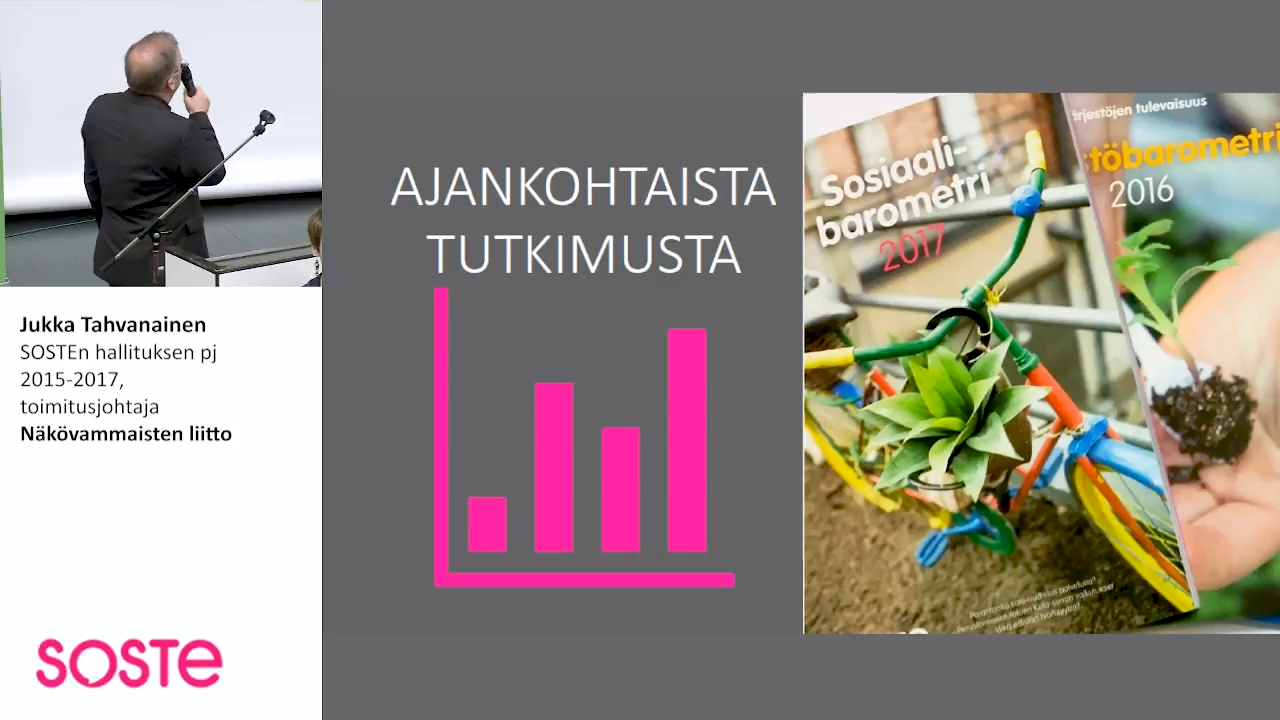 Jukka Tahvanainen
SOSTEn hallituksen pj
2015-2017,
toimitusjohtaja
Näkövammaisten liitto
SOSTE
AJANKOHTAISTA
TUTKIMUSTA
Sosiaali-
barometri
2017
ärjestöjen tulevaisuus
töbarometri
2016